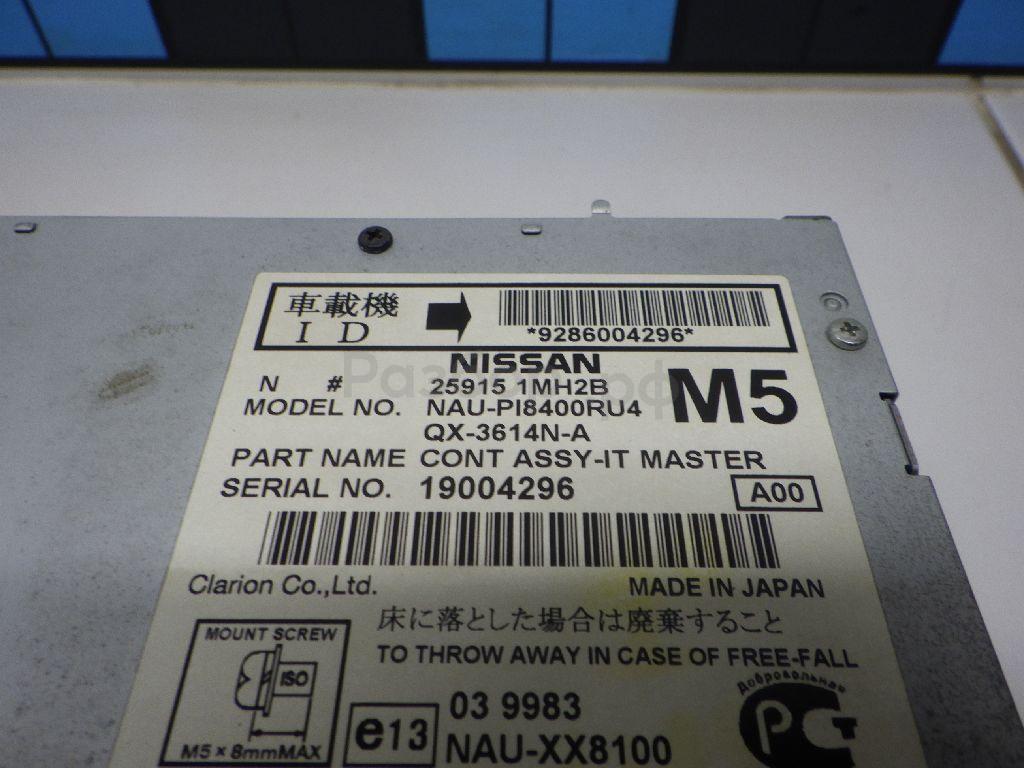 車載機
ID
*9286004296*
NISSAN
N # 25915 1MH2B
MODEL NO. NAU-PI8400RU4
QX-3614N-A
M5
PART NAME CONT ASSY-IT MASTER
SERIAL NO. 19004296
A00
Clarion Co.,Ltd.
MADE IN JAPAN
床に落とした場合は廃棄すること
TO THROW AWAY IN CASE OF FREE-FALL
MOUNT SCREW
ISO
M5×8mmMAX
e13
03 9983
NAU-XX8100
Добровольная
РСТ